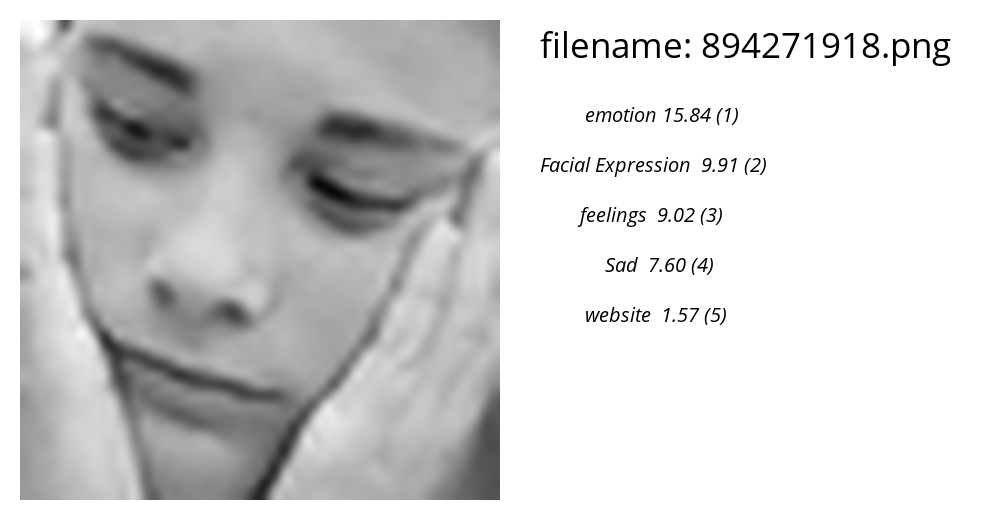 filename: 894271918.png
emotion 15.84 (1)
Facial Expression 9.91 (2)
feelings 9.02 (3)
Sad 7.60 (4)
website 1.57 (5)